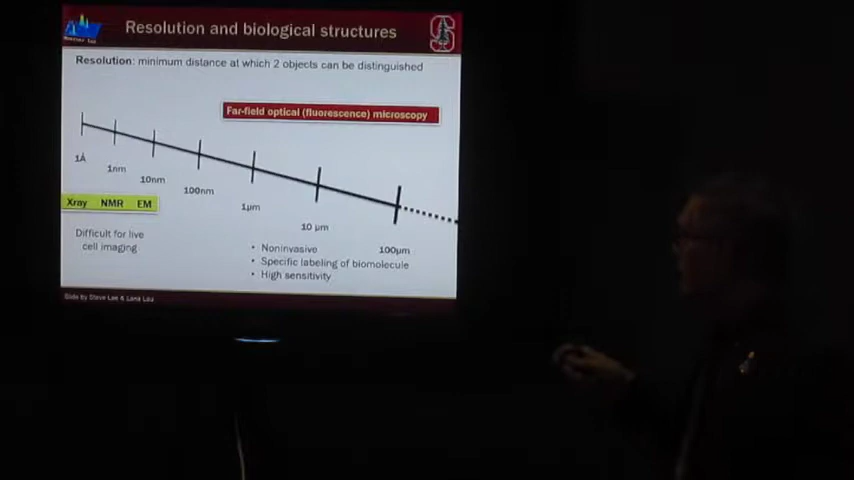 Resolution and biological structures
Resolution: minimum distance at which 2 objects can be distinguished
Far-field optical (fluorescence) microscopy
1Å
1nm
10nm
100nm
1μm
10 μm
100μm
Xray NMR EM
Difficult for live
cell imaging
• Noninvasive
• Specific labeling of biomolecule
• High sensitivity
Slide by Steve Lee & Lana Lau